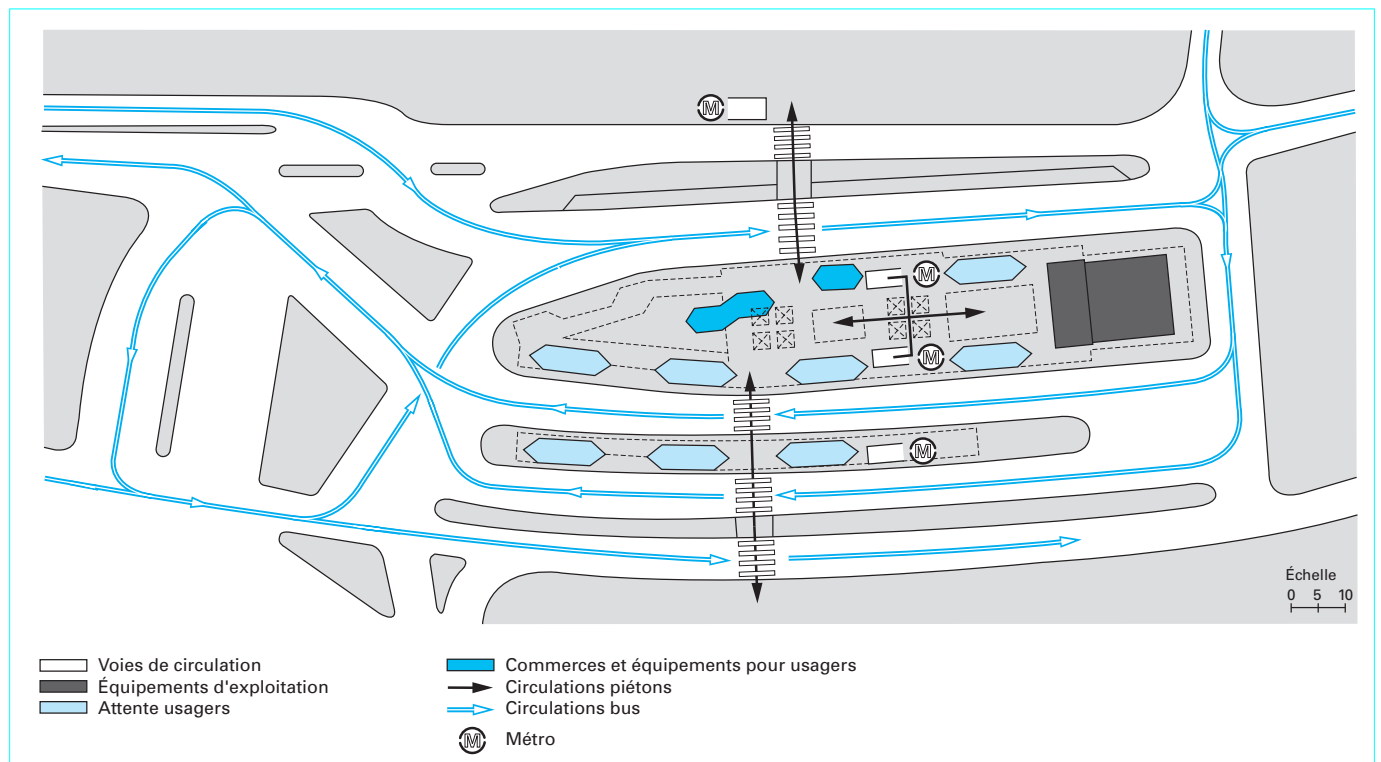 M
M
M
M
Échelle
0 5 10
Voies de circulation
Équipements d'exploitation
Attente usagers
Commerces et équipements pour usagers
Circulations piétons
Circulations bus
M Métro